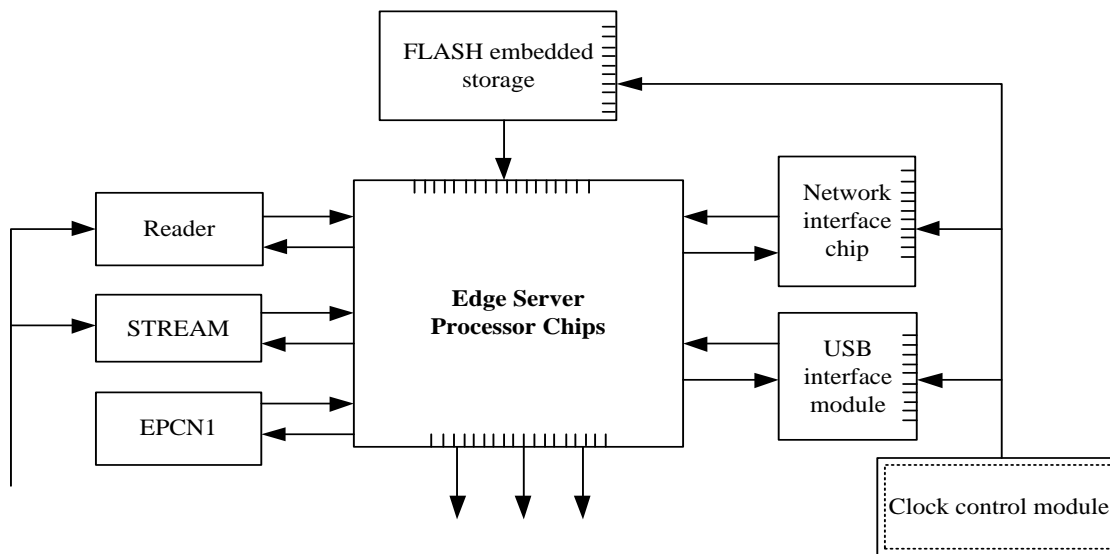 FLASH embedded
storage
Reader
STREAM
EPCN1
Edge Server
Processor Chips
Network
interface
chip
USB
interface
module
Clock control module